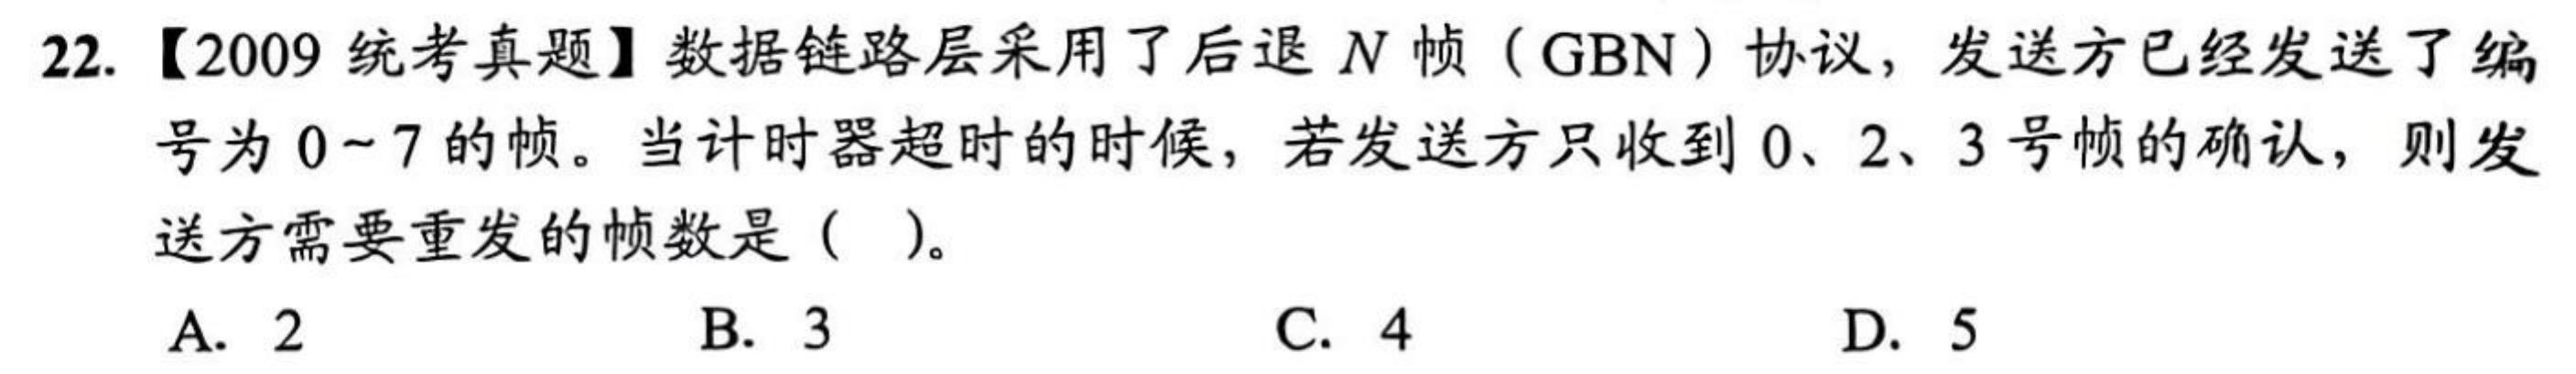 22. 【2009 统考真题】数据链路层采用了后退 N 帧（GBN）协议，发送方已经发送了编
号为 0～7 的帧。当计时器超时的时候，若发送方只收到 0、2、3 号帧的确认，则发
送方需要重发的帧数是（ ）。
A. 2 B. 3 C. 4 D. 5